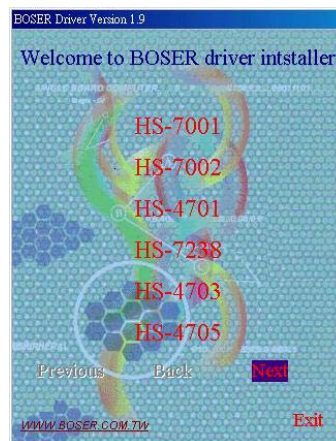 BOSER Driver Version 1.9
Welcome to BOSER driver intstaller
HS-7001
HS-7002
HS-4701
HS-7238
HS-4703
HS-4705
Previous Back Next
WWW.BOSER.COM.TW
Exit